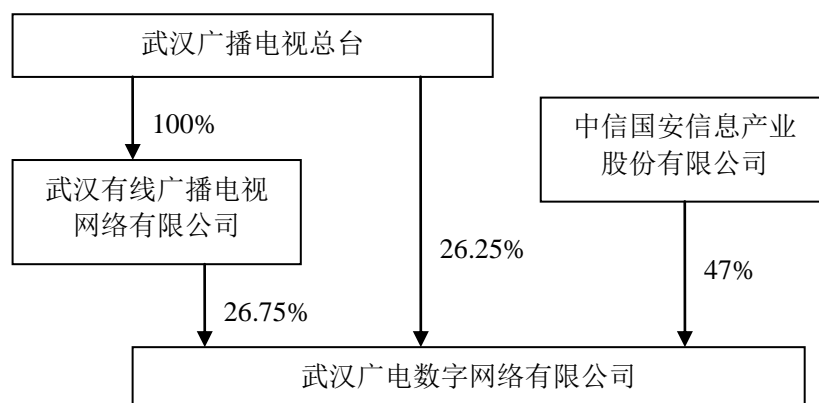 武汉广播电视总台
100%
中信国安信息产业
股份有限公司
武汉有线广播电视
网络有限公司
26.25%
47%
26.75%
武汉广电数字网络有限公司